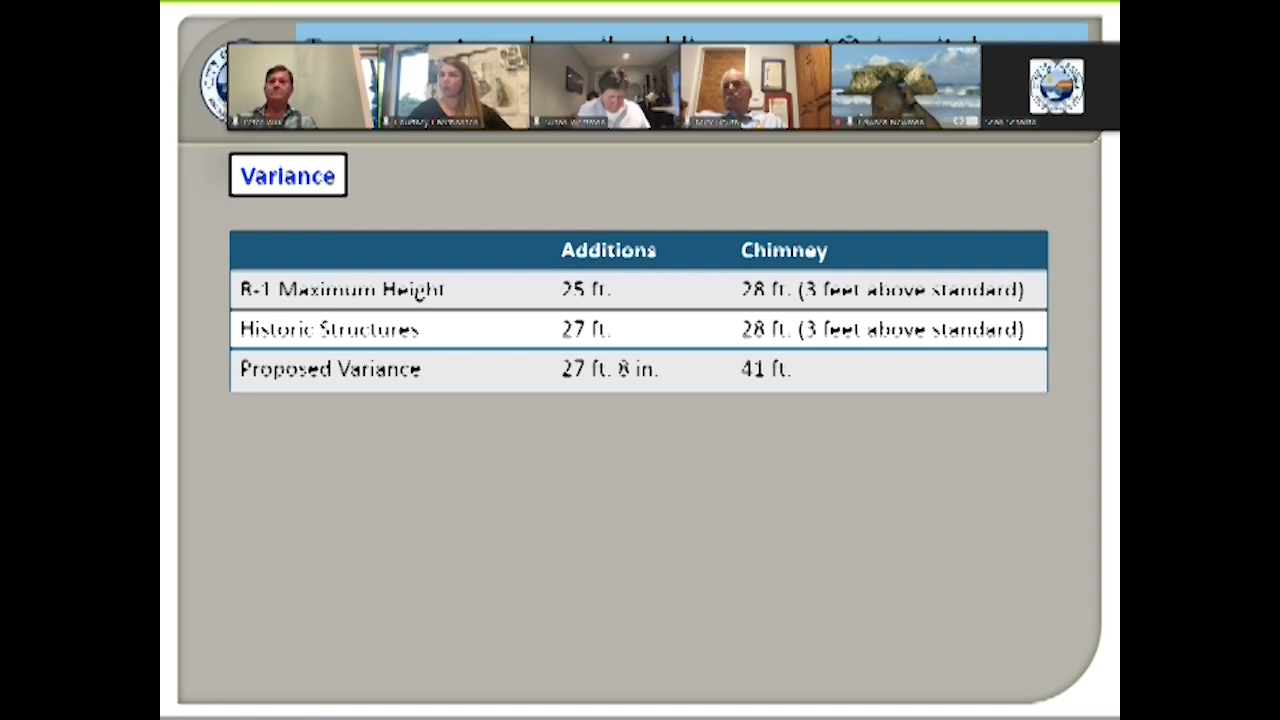 Variance
Additions Chimney
R-1 Maximum Height 25 ft. 28 ft. (3 feet above standard)
Historic Structures 27 ft. 28 ft. (3 feet above standard)
Proposed Variance 27 ft. 8 in. 41 ft.